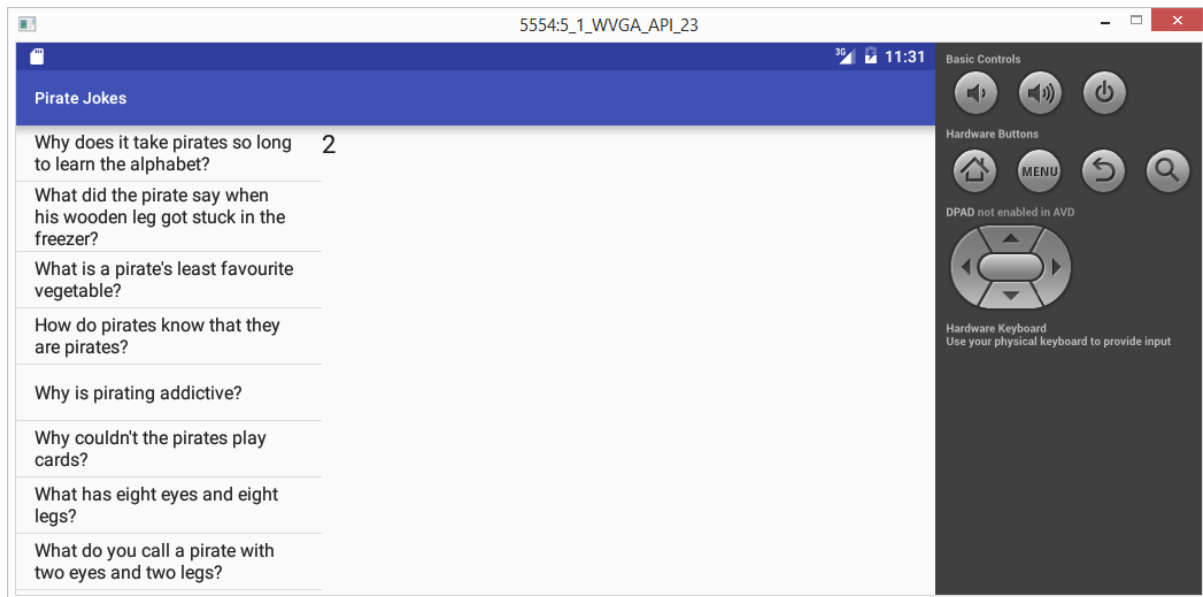 5554:5_1_WVGA_API_23
3G
11:31
Pirate Jokes
Why does it take pirates so long
to learn the alphabet?
2
What did the pirate say when
his wooden leg got stuck in the
freezer?
What is a pirate's least favourite
vegetable?
How do pirates know that they
are pirates?
Why is pirating addictive?
Why couldn't the pirates play
cards?
What has eight eyes and eight
legs?
What do you call a pirate with
two eyes and two legs?
Basic Controls
Hardware Buttons
MENU
DPAD not enabled in AVD
Hardware Keyboard
Use your physical keyboard to provide input